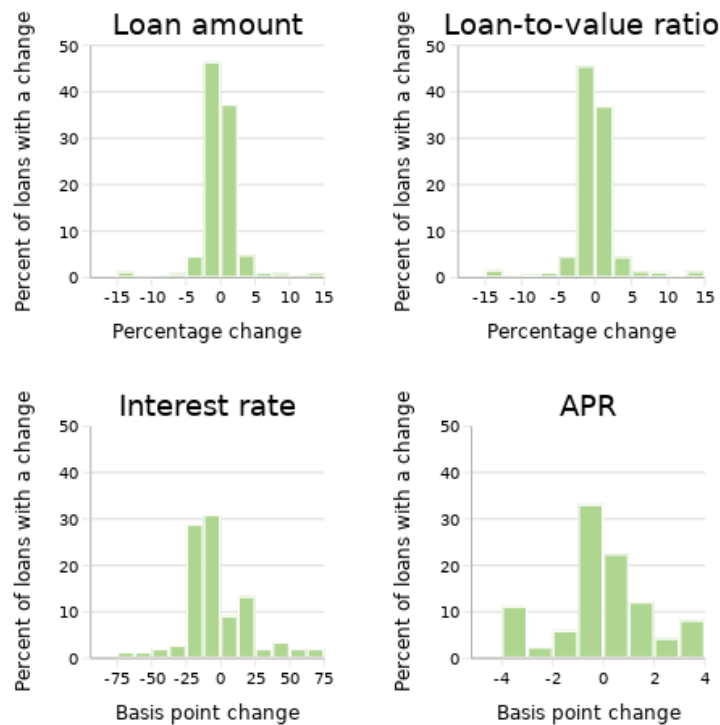 Loan amount
Percent of loans with a change
50
40
30
20
10
0
-15 -10 -5 0 5 10 15
Percentage change
Loan-to-value ratio
Percent of loans with a change
50
40
30
20
10
0
-15 -10 -5 0 5 10 15
Percentage change
Interest rate
Percent of loans with a change
50
40
30
20
10
0
-75 -50 -25 0 25 50 75
Basis point change
APR
Percent of loans with a change
50
40
30
20
10
0
-4 -2 0 2 4
Basis point change